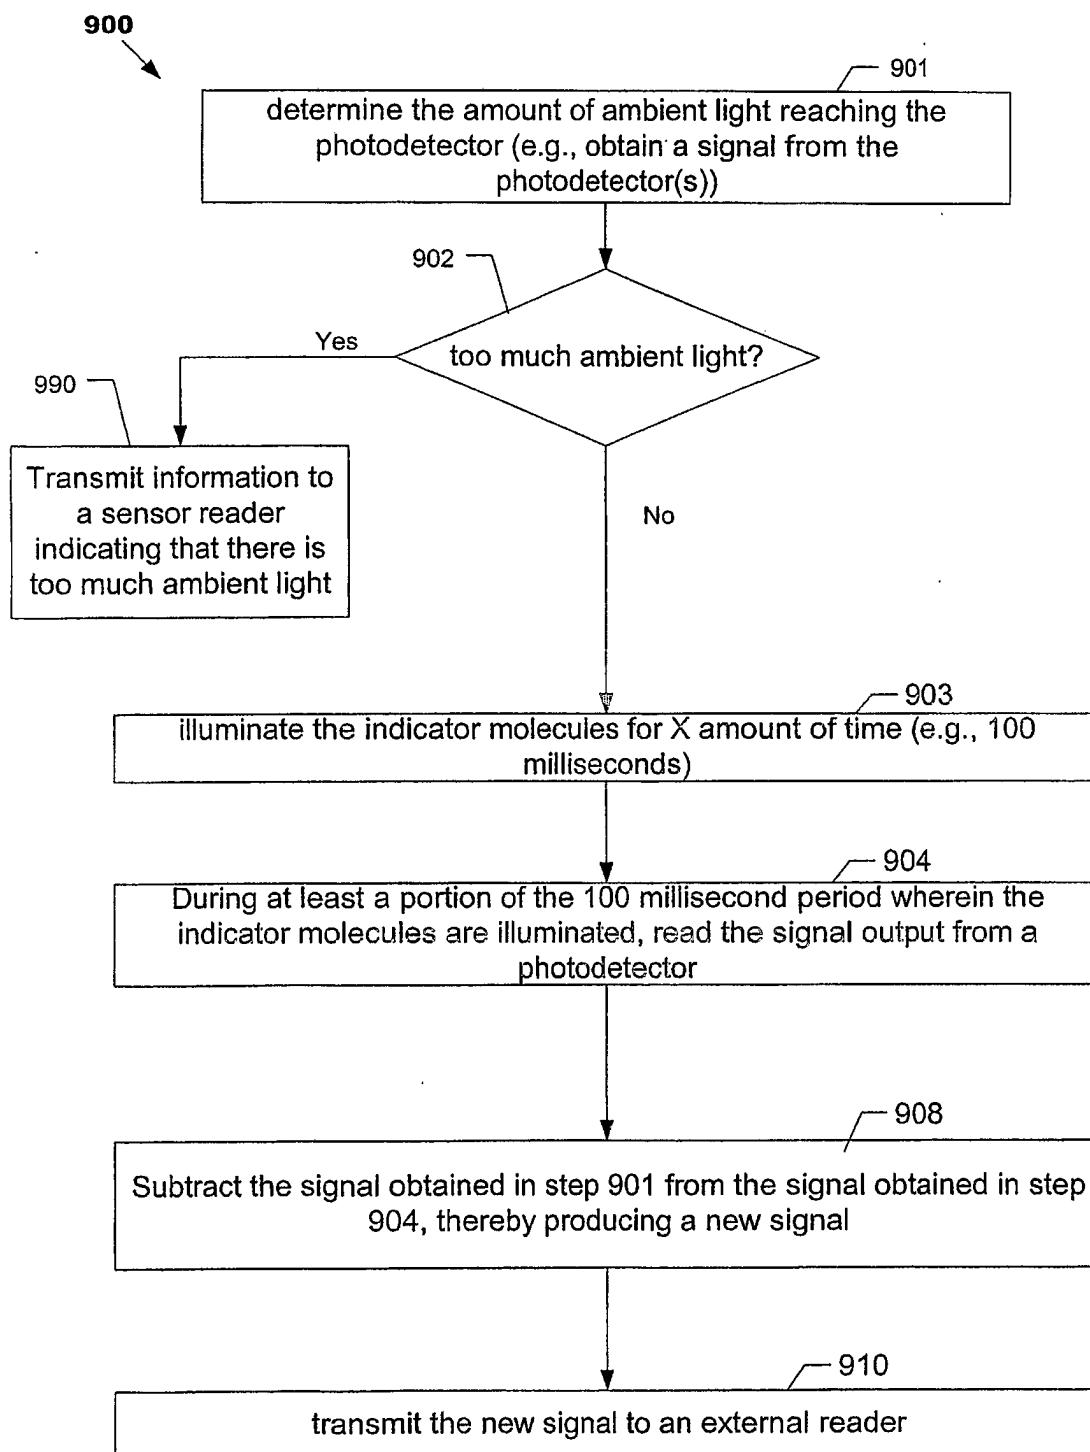 900
901
determine the amount of ambient light reaching the
photodetector (e.g., obtain a signal from the
photodetector(s))
902
too much ambient light?
Yes
990
Transmit information to
a sensor reader
indicating that there is
too much ambient light
No
903
illuminate the indicator molecules for X amount of time (e.g., 100
milliseconds)
904
During at least a portion of the 100 millisecond period wherein the
indicator molecules are illuminated, read the signal output from a
photodetector
908
Subtract the signal obtained in step 901 from the signal obtained in step
904, thereby producing a new signal
910
transmit the new signal to an external reader